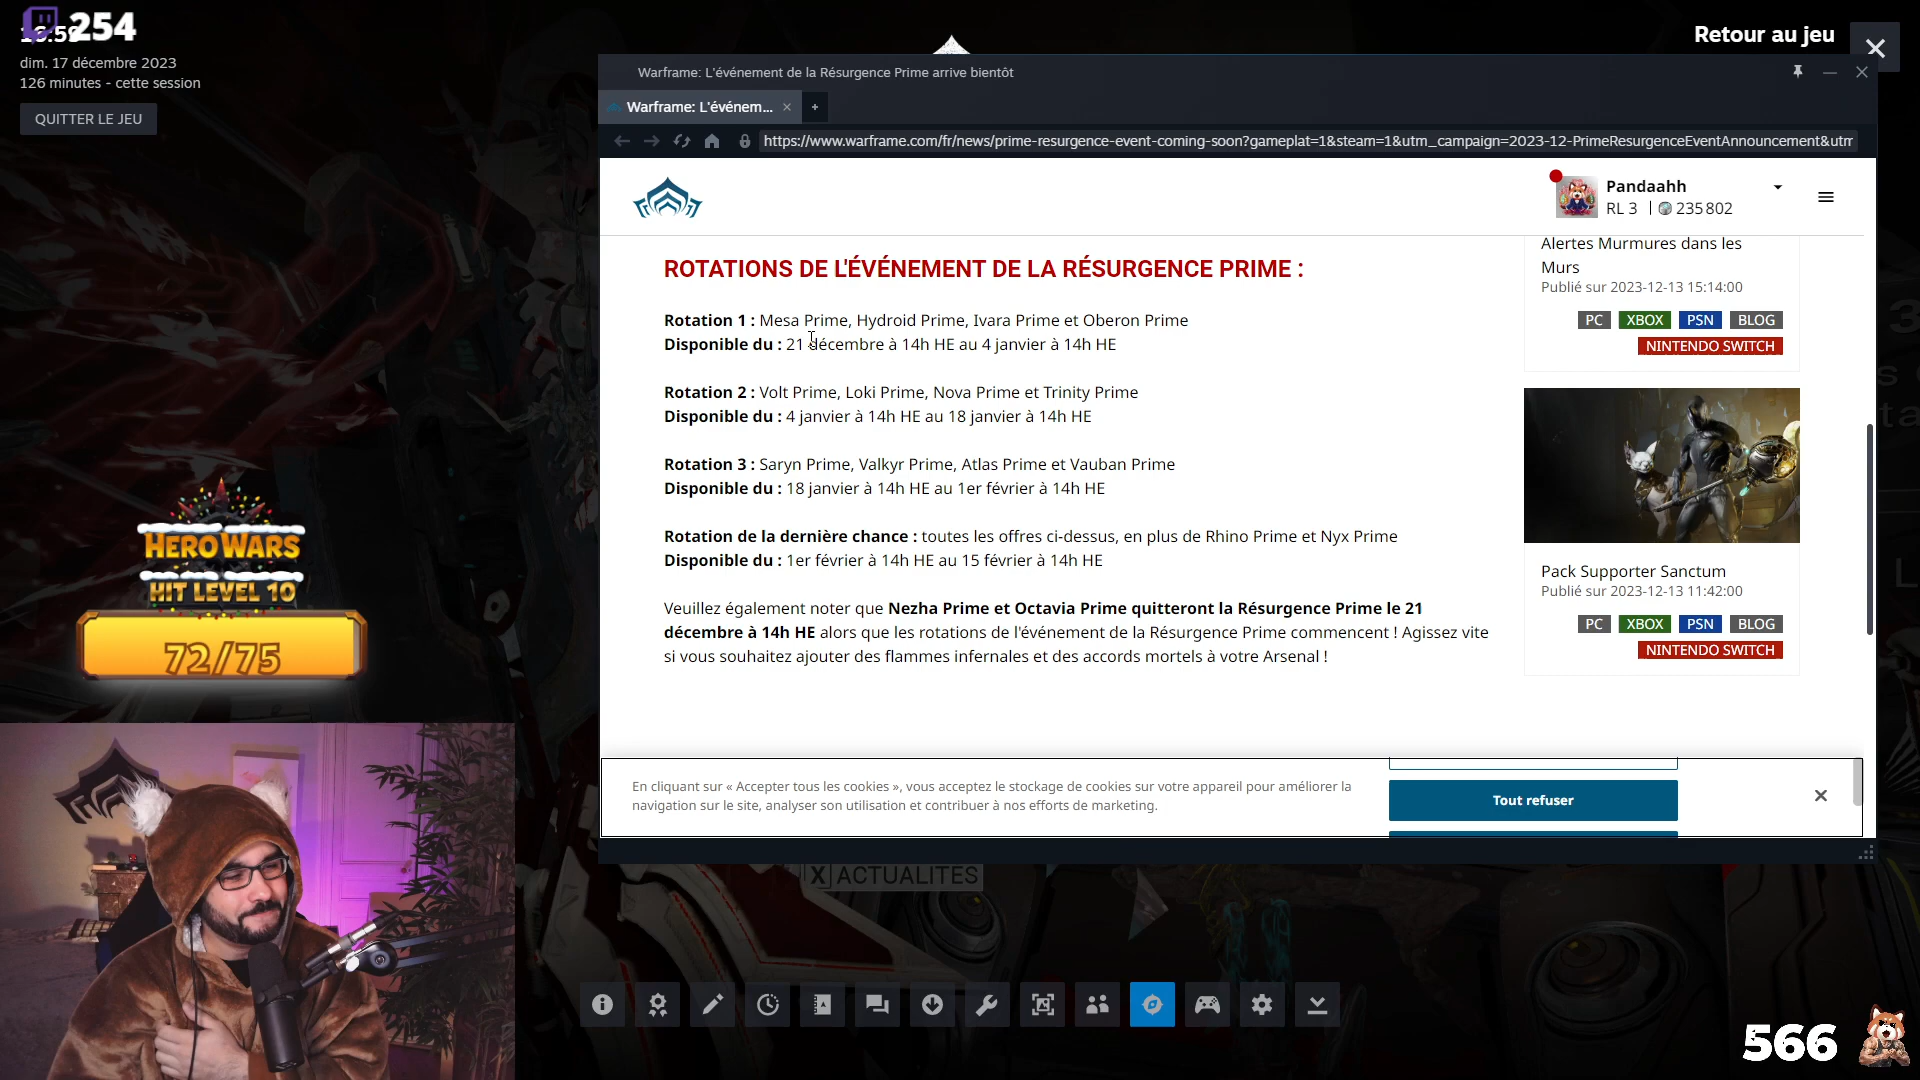 254
dim. 17 décembre 2023
126 minutes - cette session
QUITTER LE JEU
Retour au jeu
Warframe: L'événement de la Résurgence Prime arrive bientôt
Warframe: L'événem...
https://www.warframe.com/fr/news/prime-resurgence-event-coming-soon?gameplat=1&steam=1&utm_campaign=2023-12-PrimeResurgenceEventAnnouncement&utm
Pandaahh
RL 3 | 235 802
ROTATIONS DE L'ÉVÉNEMENT DE LA RÉSURGENCE PRIME :
Rotation 1 : Mesa Prime, Hydroid Prime, Ivara Prime et Oberon Prime
Disponible du : 21 décembre à 14h HE au 4 janvier à 14h HE
Rotation 2 : Volt Prime, Loki Prime, Nova Prime et Trinity Prime
Disponible du : 4 janvier à 14h HE au 18 janvier à 14h HE
Rotation 3 : Saryn Prime, Valkyr Prime, Atlas Prime et Vauban Prime
Disponible du : 18 janvier à 14h HE au 1er février à 14h HE
Rotation de la dernière chance : toutes les offres ci-dessus, en plus de Rhino Prime et Nyx Prime
Disponible du : 1er février à 14h HE au 15 février à 14h HE
Veuillez également noter que Nezha Prime et Octavia Prime quitteront la Résurgence Prime le 21
décembre à 14h HE alors que les rotations de l'événement de la Résurgence Prime commencent ! Agissez vite
si vous souhaitez ajouter des flammes infernales et des accords mortels à votre Arsenal !
Alertes Murmures dans les
Murs
Publié sur 2023-12-13 15:14:00
PC XBOX PSN BLOG
NINTENDO SWITCH
Pack Supporter Sanctum
Publié sur 2023-12-13 11:42:00
PC XBOX PSN BLOG
NINTENDO SWITCH
En cliquant sur « Accepter tous les cookies », vous acceptez le stockage de cookies sur votre appareil pour améliorer la
navigation sur le site, analyser son utilisation et contribuer à nos efforts de marketing.
Tout refuser
HERO WARS
HIT LEVEL 10
72/75
X ACTUALITES
566